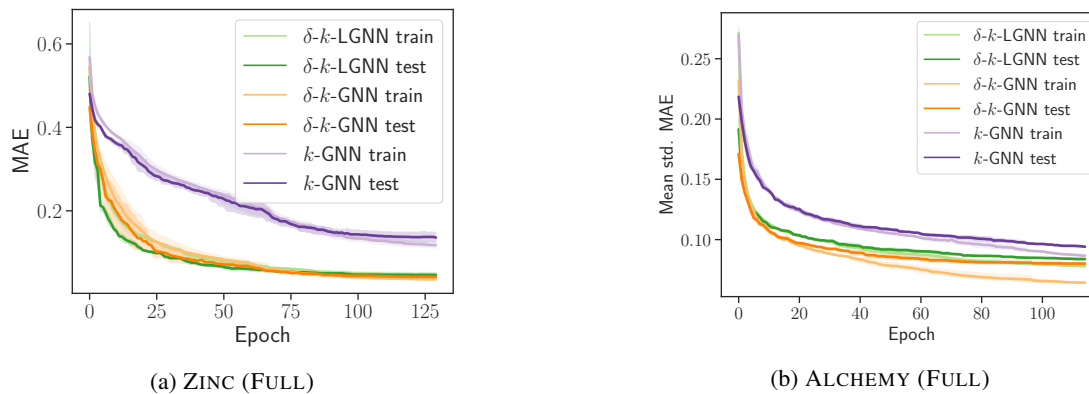 MAE
0.6
0.4
0.2
0
25
50
75
100
125
Epoch
δ-k-LGNN train
δ-k-LGNN test
δ-k-GNN train
δ-k-GNN test
k-GNN train
k-GNN test
(a) ZINC (FULL)
Mean std. MAE
0.25
0.20
0.15
0.10
0
20
40
60
80
100
Epoch
δ-k-LGNN train
δ-k-LGNN test
δ-k-GNN train
δ-k-GNN test
k-GNN train
k-GNN test
(b) ALCHEMY (FULL)